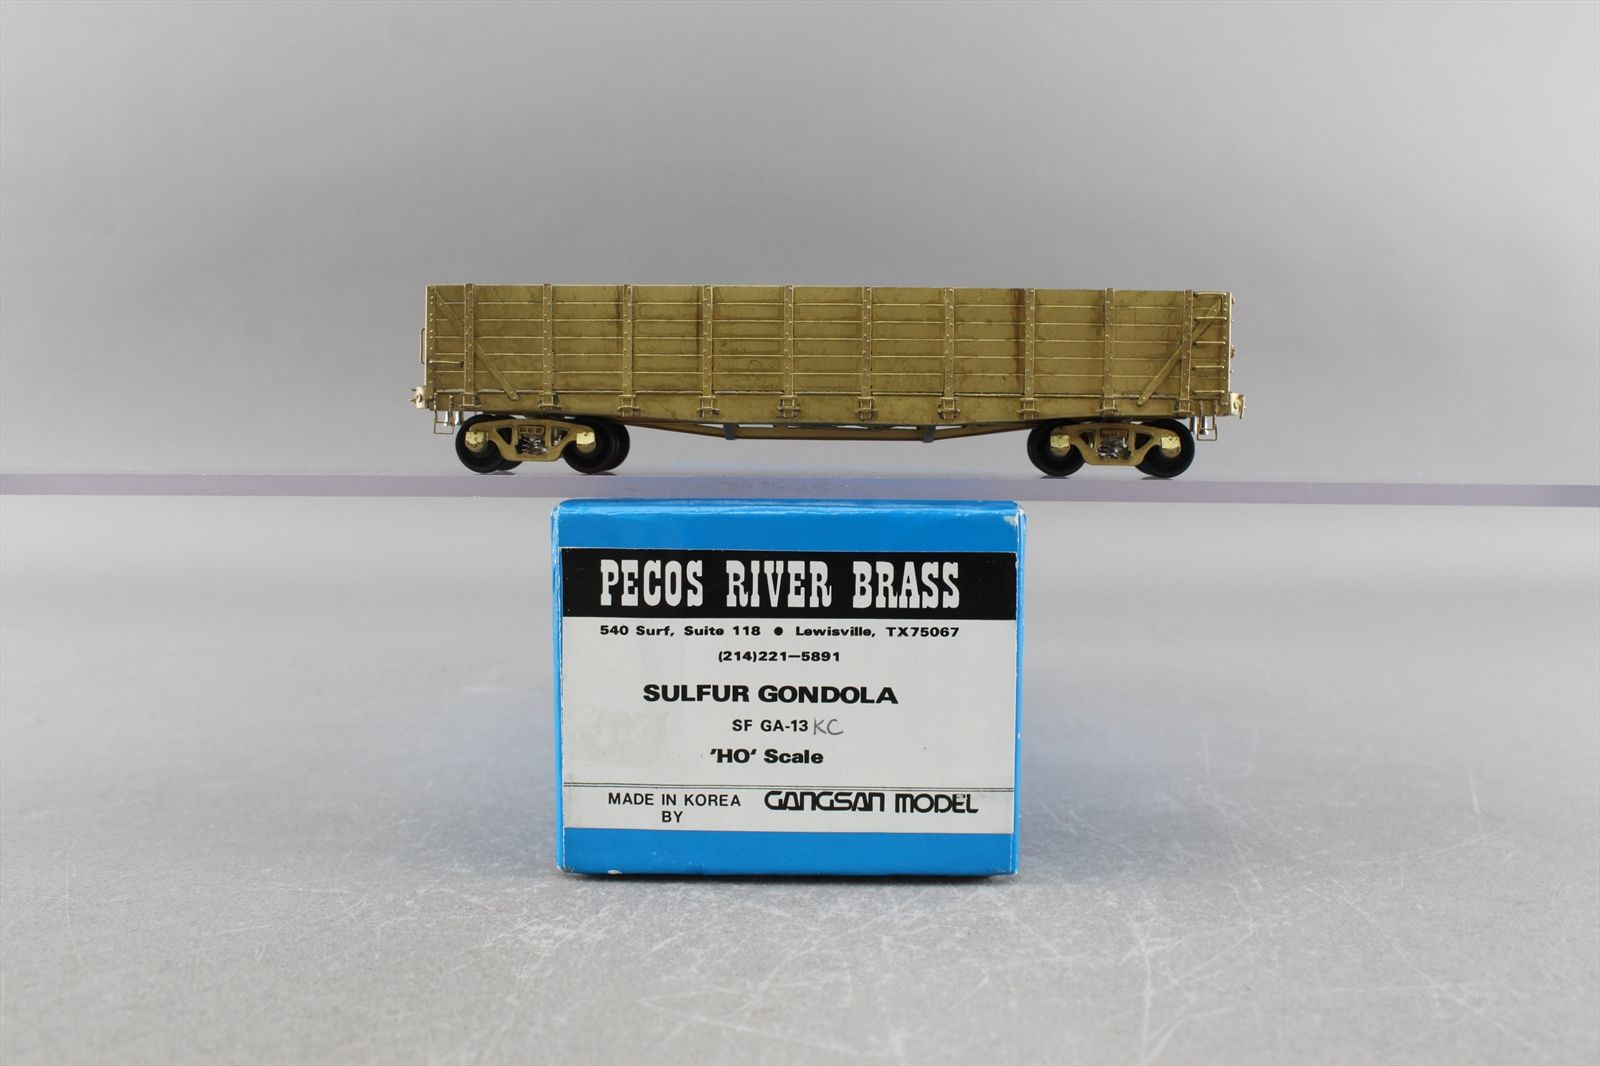 PECOS RIVER BRASS
540 Surf, Suite 118 ● Lewisville, TX75067
(214)221—5891
SULFUR GONDOLA
SF GA-13 KC
'HO' Scale
MADE IN KOREA
BY
GANGSAN MODEL